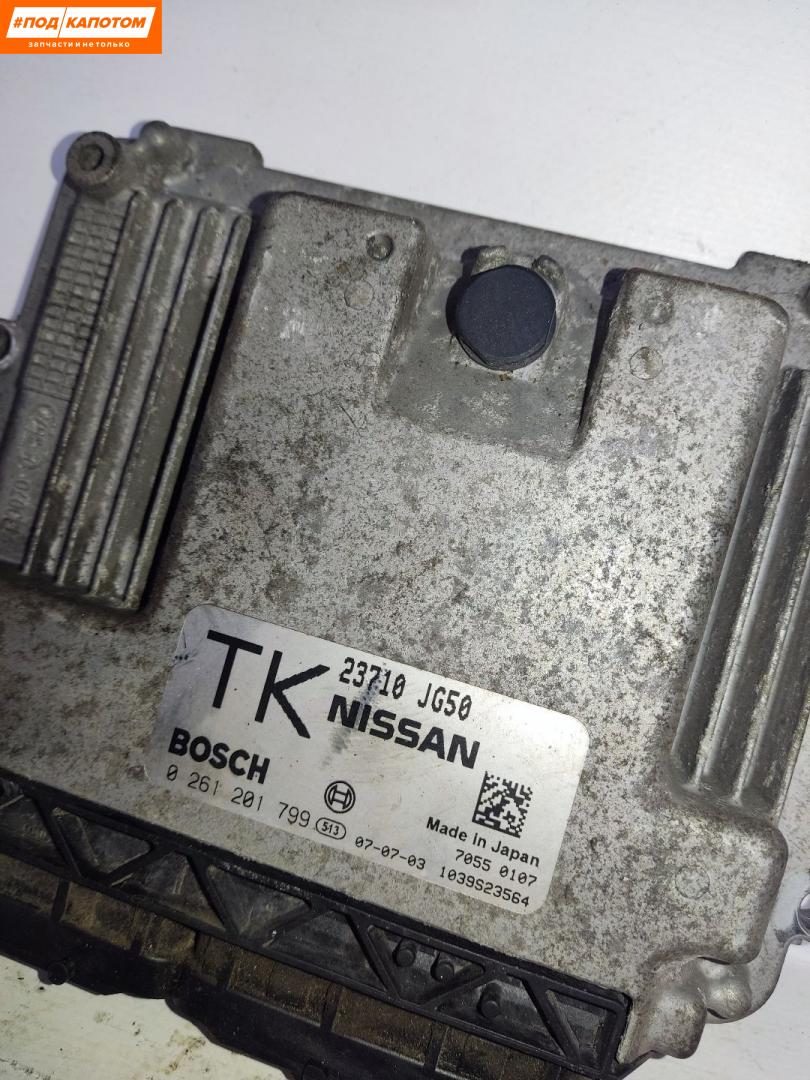 #ПОД КАПОТОМ
запчасти и не только
TK
23710 JG50
NISSAN
BOSCH
0 261 201 799
S13
07-07-03
Made in Japan
7055 0107
1039S23564